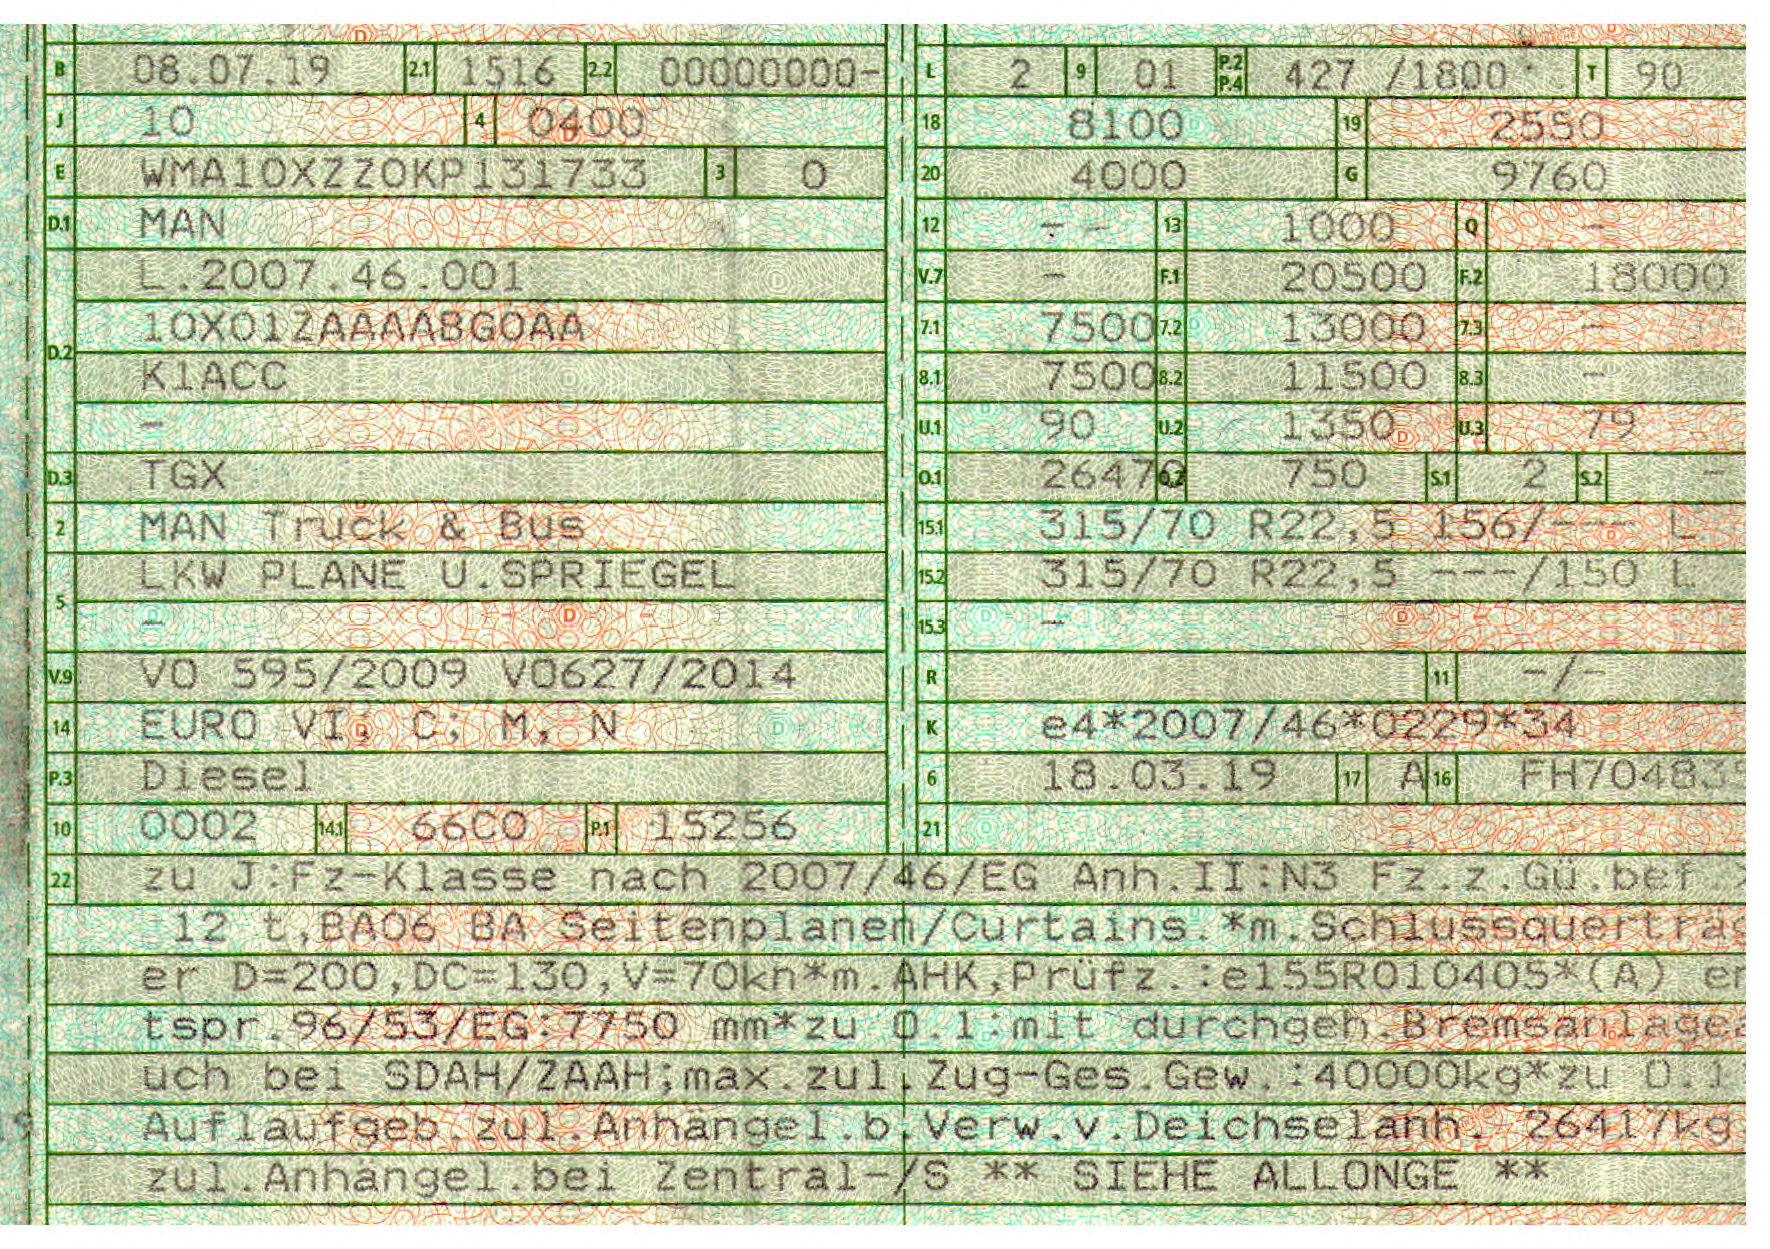 B 08.07.19 2.1 1516 2.2 00000000-
J 10 4 0400
E WMA10XZZ0KP131733 3 0
D.1 MAN
D.2 L.2007.46.001
10X01ZAAAABG0AA
K1ACC
-
D.3 TGX
2 MAN Truck & Bus
5 LKW PLANE U.SPRIEGEL
-
V.9 VO 595/2009 VO627/2014
14 EURO VI; C; M, N
P.3 Diesel
10 0002 14.1 66C0 P.1 15256
L 2 9 01 P.2 P.4 427 /1800 T 90
18 8100 19 2550
20 4000 G 9760
12 -- 13 1000 Q -
V.7 - F.1 20500 F.2 18000
7.1 7500 7.2 13000 7.3 -
8.1 7500 8.2 11500 8.3 -
U.1 90 U.2 1350 U.3 79
O.1 26470 O.2 750 S.1 2 S.2 -
15.1 315/70 R22,5 156/--- L
15.2 315/70 R22,5 ---/150 L
15.3 -
R 11 -/-
K e4*2007/46*0229*34
6 18.03.19 17 A 16 FH704839
21
22 zu J:Fz-Klasse nach 2007/46/EG Anh.II:N3 Fz.z.Gü.bef.>
12 t,BA06 BA Seitenplanen/Curtains.*m.Schlussquerträg
er D=200,DC=130,V=70kn*m.AHK,Prüfz.:e155R010405*(A) en
tspr.96/53/EG:7750 mm*zu O.1:mit durchgeh.Bremsanlagea
uch bei SDAH/ZAAH;max.zul.Zug-Ges.Gew.:40000kg*zu O.1
Auflaufgeb.zul.Anhängel.b.Verw.v.Deichselanh. 26417kg
zul.Anhängel.bei Zentral-/S ** SIEHE ALLONGE **